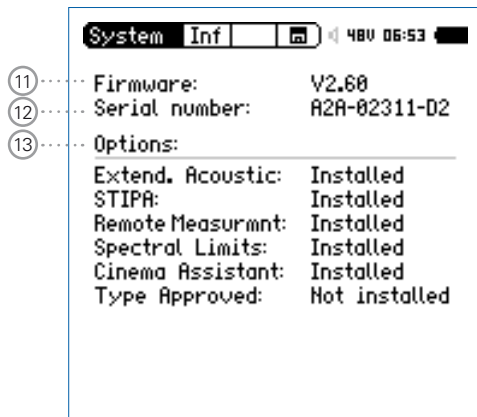 System Inf 48V 06:53
11 Firmware: V2.60
12 Serial number: A2A-02311-D2
13 Options:
Extend. Acoustic: Installed
STIPA: Installed
Remote Measurmnt: Installed
Spectral Limits: Installed
Cinema Assistant: Installed
Type Approved: Not installed